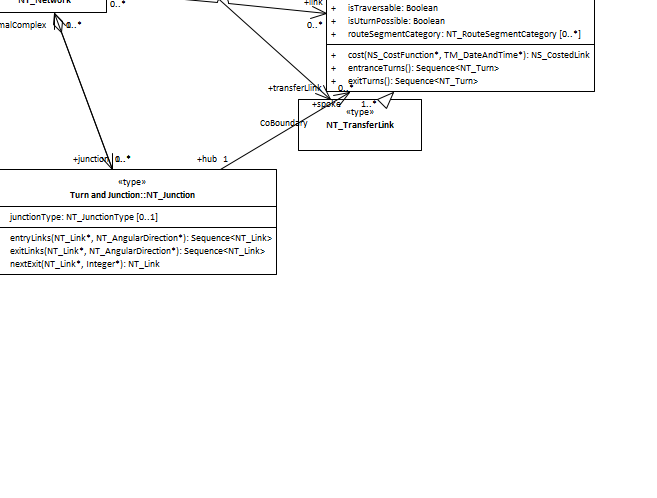 NT_Network
0..*
+link
malComplex
0..*
0..*
isTraversable: Boolean
+ isUturnPossible: Boolean
+ routeSegmentCategory: NT_RouteSegmentCategory [0..*]
+ cost(NS_CostFunction*, TM_DateAndTime*): NS_CostedLink
+ entranceTurns(): Sequence<NT_Turn>
+ exitTurns(): Sequence<NT_Turn>
+transferLlink
0..*
+spoke
1..*
«type»
NT_TransferLink
CoBoundary
+junction
0..*
+hub 1
«type»
Turn and Junction::NT_Junction
junctionType: NT_JunctionType [0..1]
entryLinks(NT_Link*, NT_AngularDirection*): Sequence<NT_Link>
exitLinks(NT_Link*, NT_AngularDirection*): Sequence<NT_Link>
nextExit(NT_Link*, Integer*): NT_Link